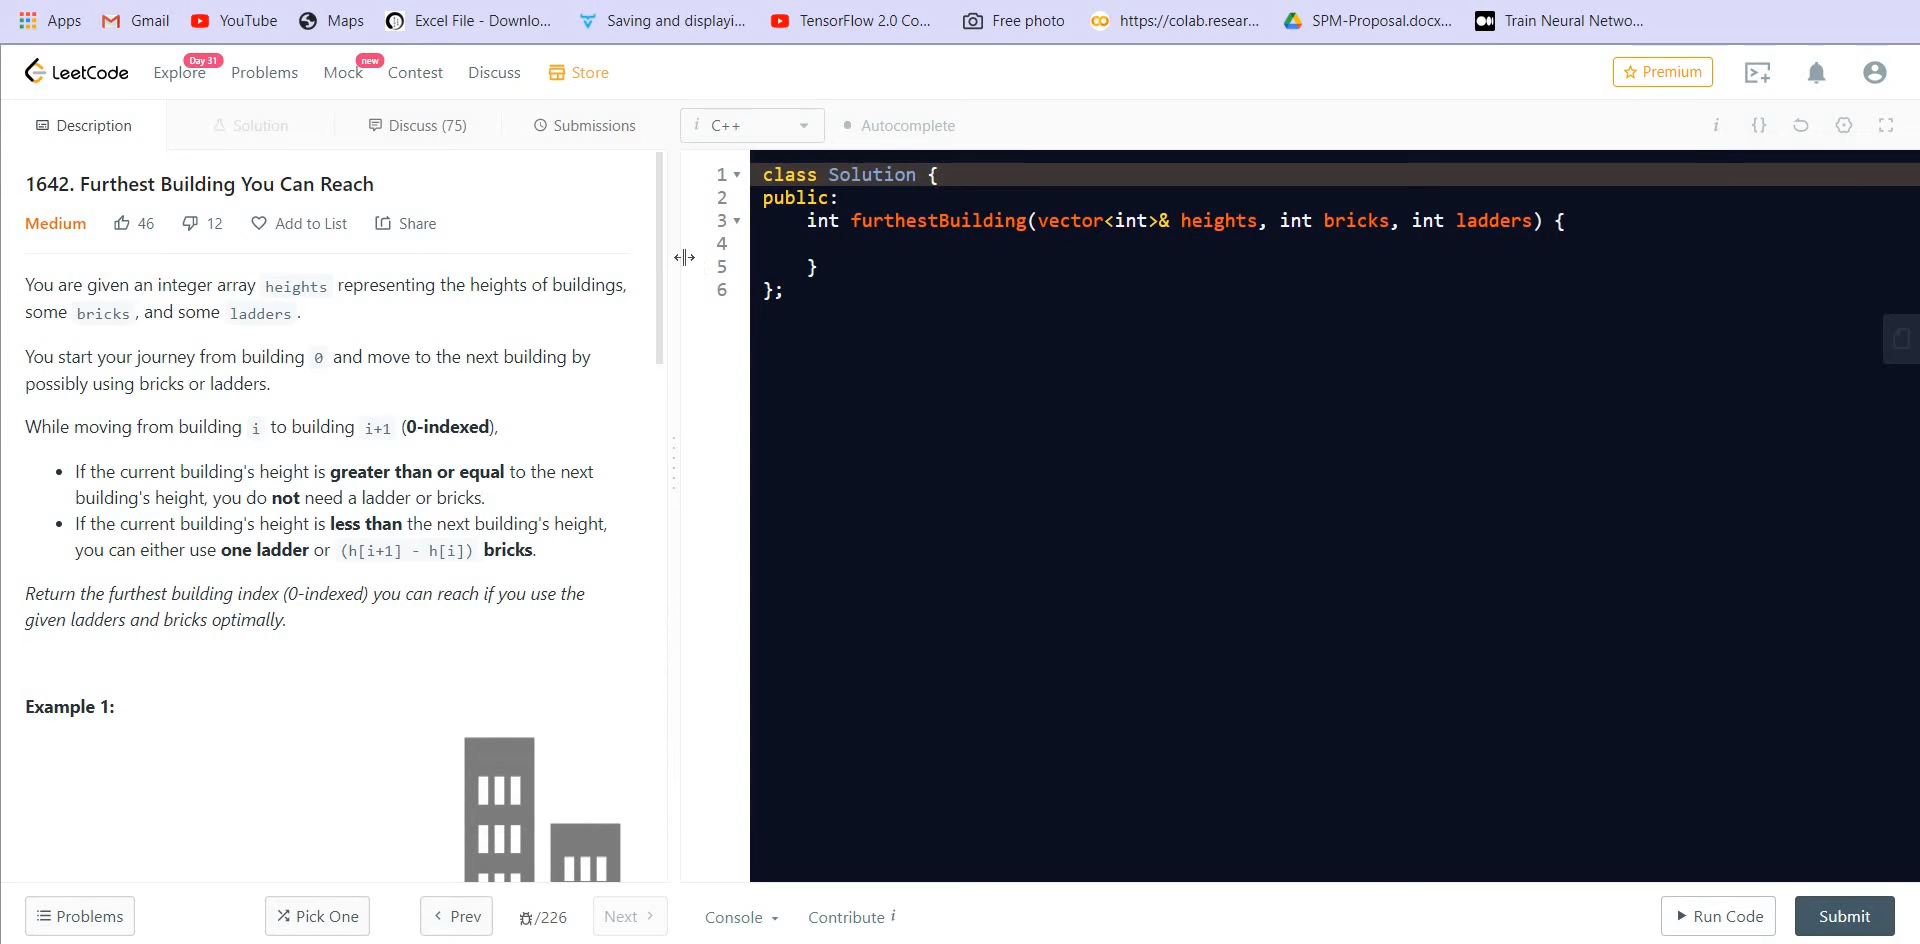 Apps Gmail YouTube Maps Excel File - Downlo... Saving and displayi... TensorFlow 2.0 Co... Free photo https://colab.resear... SPM-Proposal.docx... Train Neural Netwo...
LeetCode Explore Day 31 Problems Mock new Contest Discuss Store Premium
Description Solution Discuss (75) Submissions i C++ Autocomplete i {}
1642. Furthest Building You Can Reach
Medium 46 12 Add to List Share
You are given an integer array heights representing the heights of buildings,
some bricks , and some ladders .
You start your journey from building 0 and move to the next building by
possibly using bricks or ladders.
While moving from building i to building i+1 (0-indexed),
• If the current building's height is greater than or equal to the next
building's height, you do not need a ladder or bricks.
• If the current building's height is less than the next building's height,
you can either use one ladder or (h[i+1] - h[i]) bricks.
Return the furthest building index (0-indexed) you can reach if you use the
given ladders and bricks optimally.
Example 1:
1 class Solution {
2 public:
3     int furthestBuilding(vector<int>& heights, int bricks, int ladders) {
4
5     }
6 };
Problems Pick One < Prev /226 Next > Console Contribute i Run Code Submit